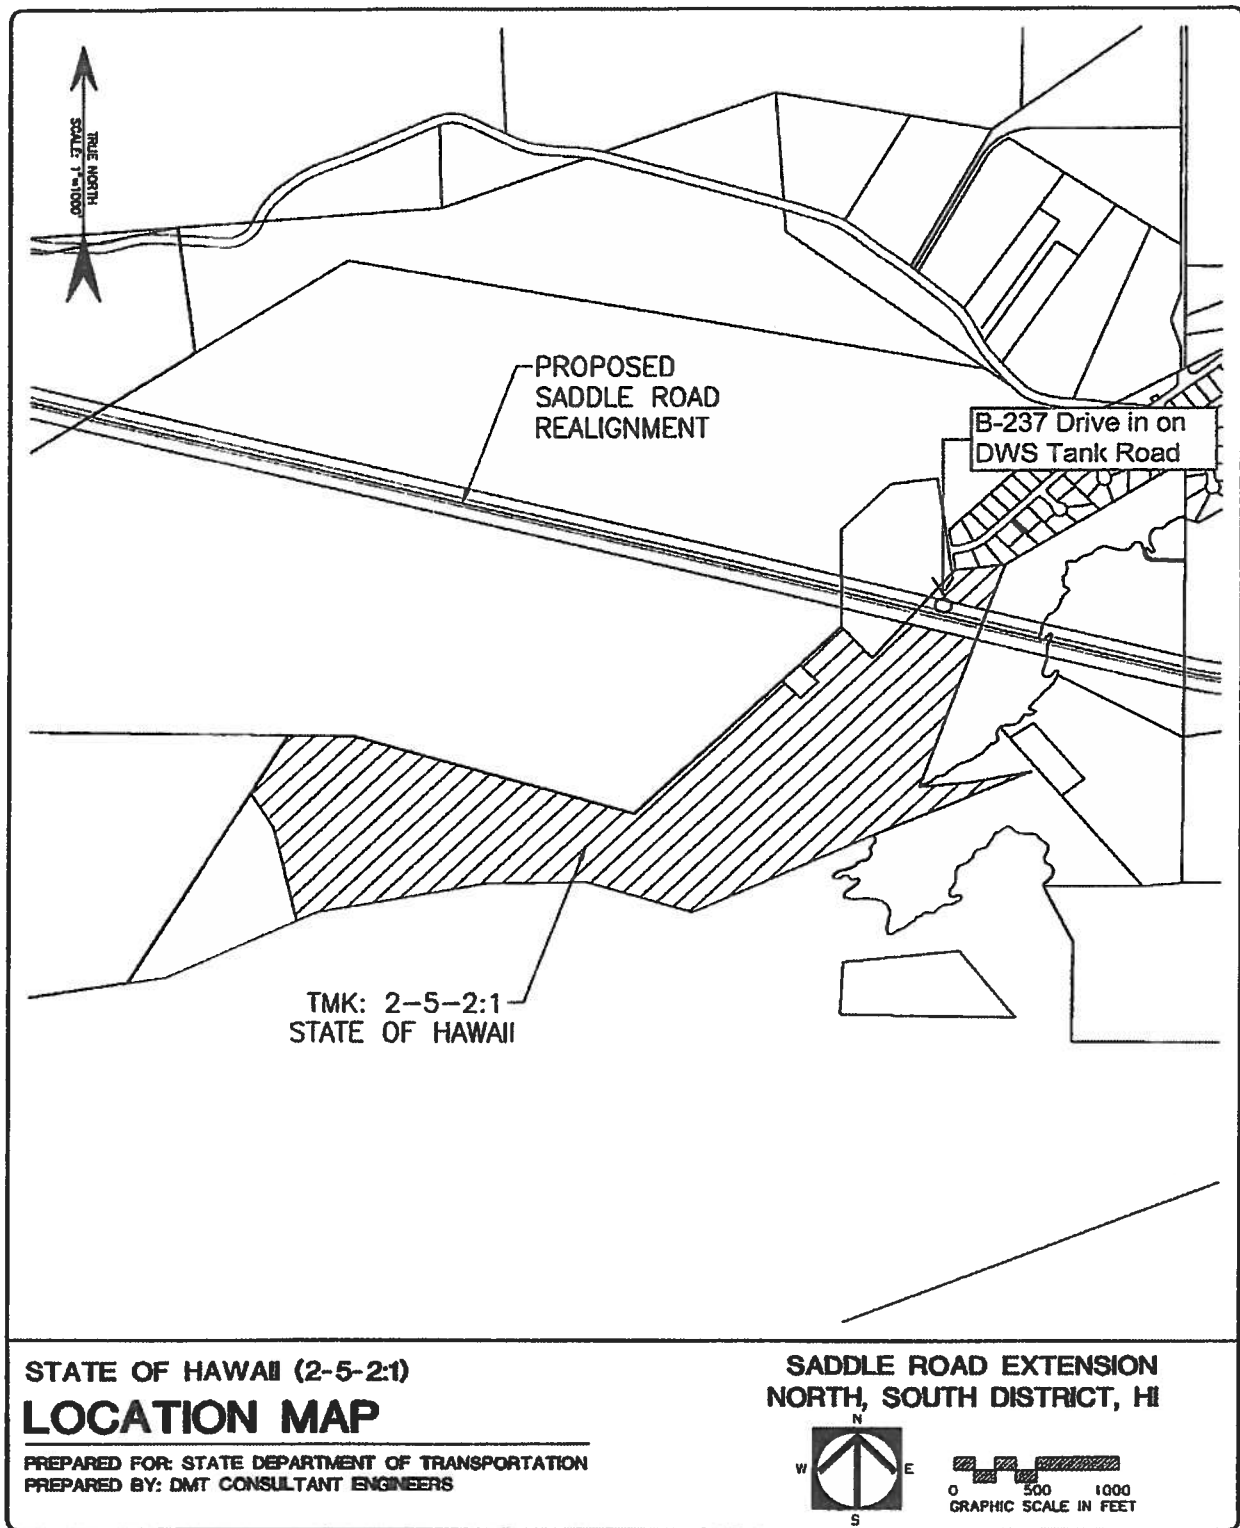 TRUE NORTH
SCALE: 1"=1000'
PROPOSED
SADDLE ROAD
REALIGNMENT
B-237 Drive in on
DWS Tank Road
TMK: 2-5-2:1
STATE OF HAWAII
STATE OF HAWAII (2-5-2:1)
LOCATION MAP
PREPARED FOR: STATE DEPARTMENT OF TRANSPORTATION
PREPARED BY: DMT CONSULTANT ENGINEERS
SADDLE ROAD EXTENSION
NORTH, SOUTH DISTRICT, HI
N
W E
S
0 500 1000
GRAPHIC SCALE IN FEET